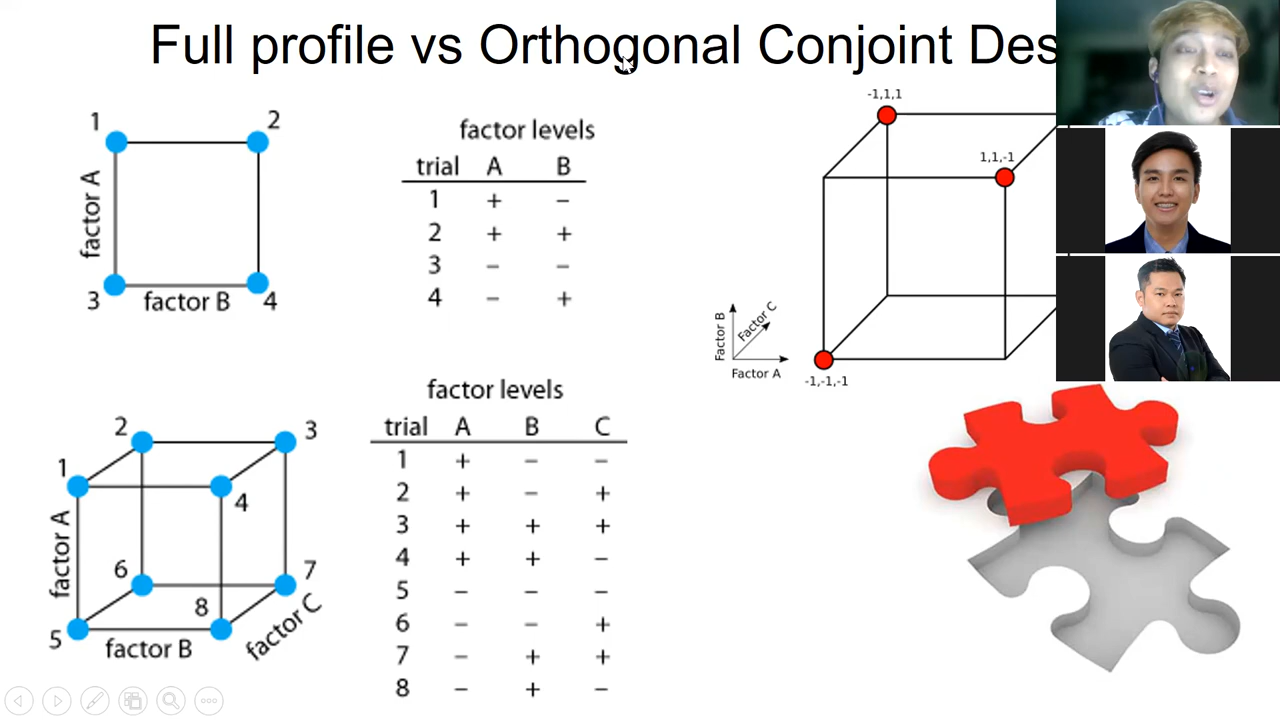 Full profile vs Orthogonal Conjoint Des
1
2
factor A
3
factor B
4
factor levels
trial A B
1 + −
2 + +
3 − −
4 − +
-1,1,1
1,1,-1
Factor B
Factor C
Factor A
-1,-1,-1
2
3
1
4
factor A
6
7
8
5
factor B
factor C
factor levels
trial A B C
1 + − −
2 + − +
3 + + +
4 + + −
5 − − −
6 − − +
7 − + +
8 − + −